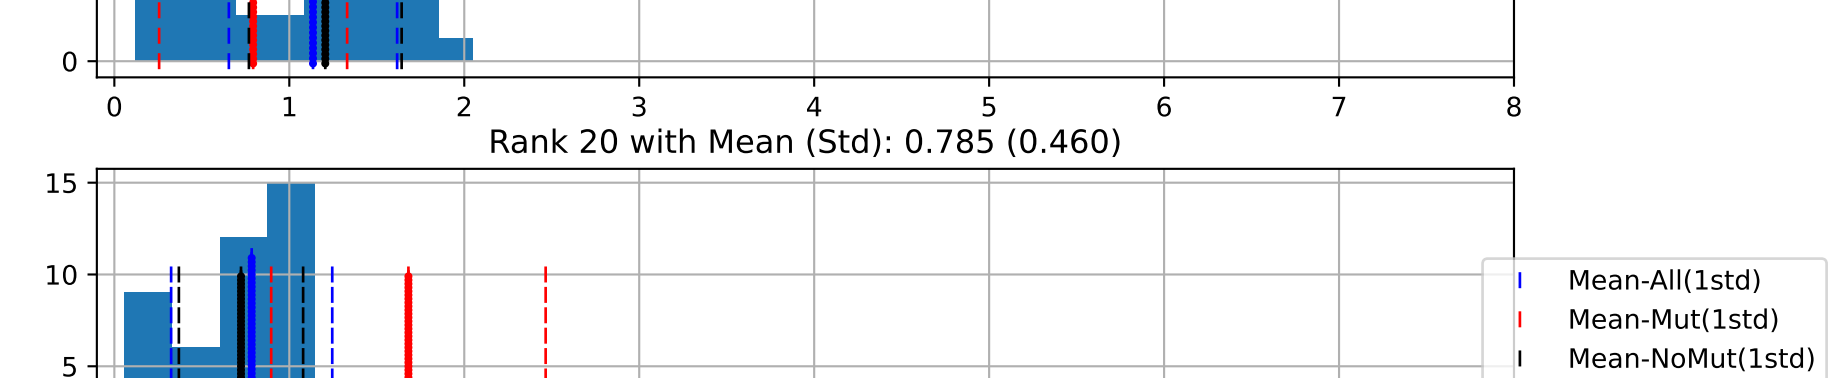 0
0 1 2 3 4 5 6 7 8
Rank 20 with Mean (Std): 0.785 (0.460)
15
10
5
Mean-All(1std)
Mean-Mut(1std)
Mean-NoMut(1std)